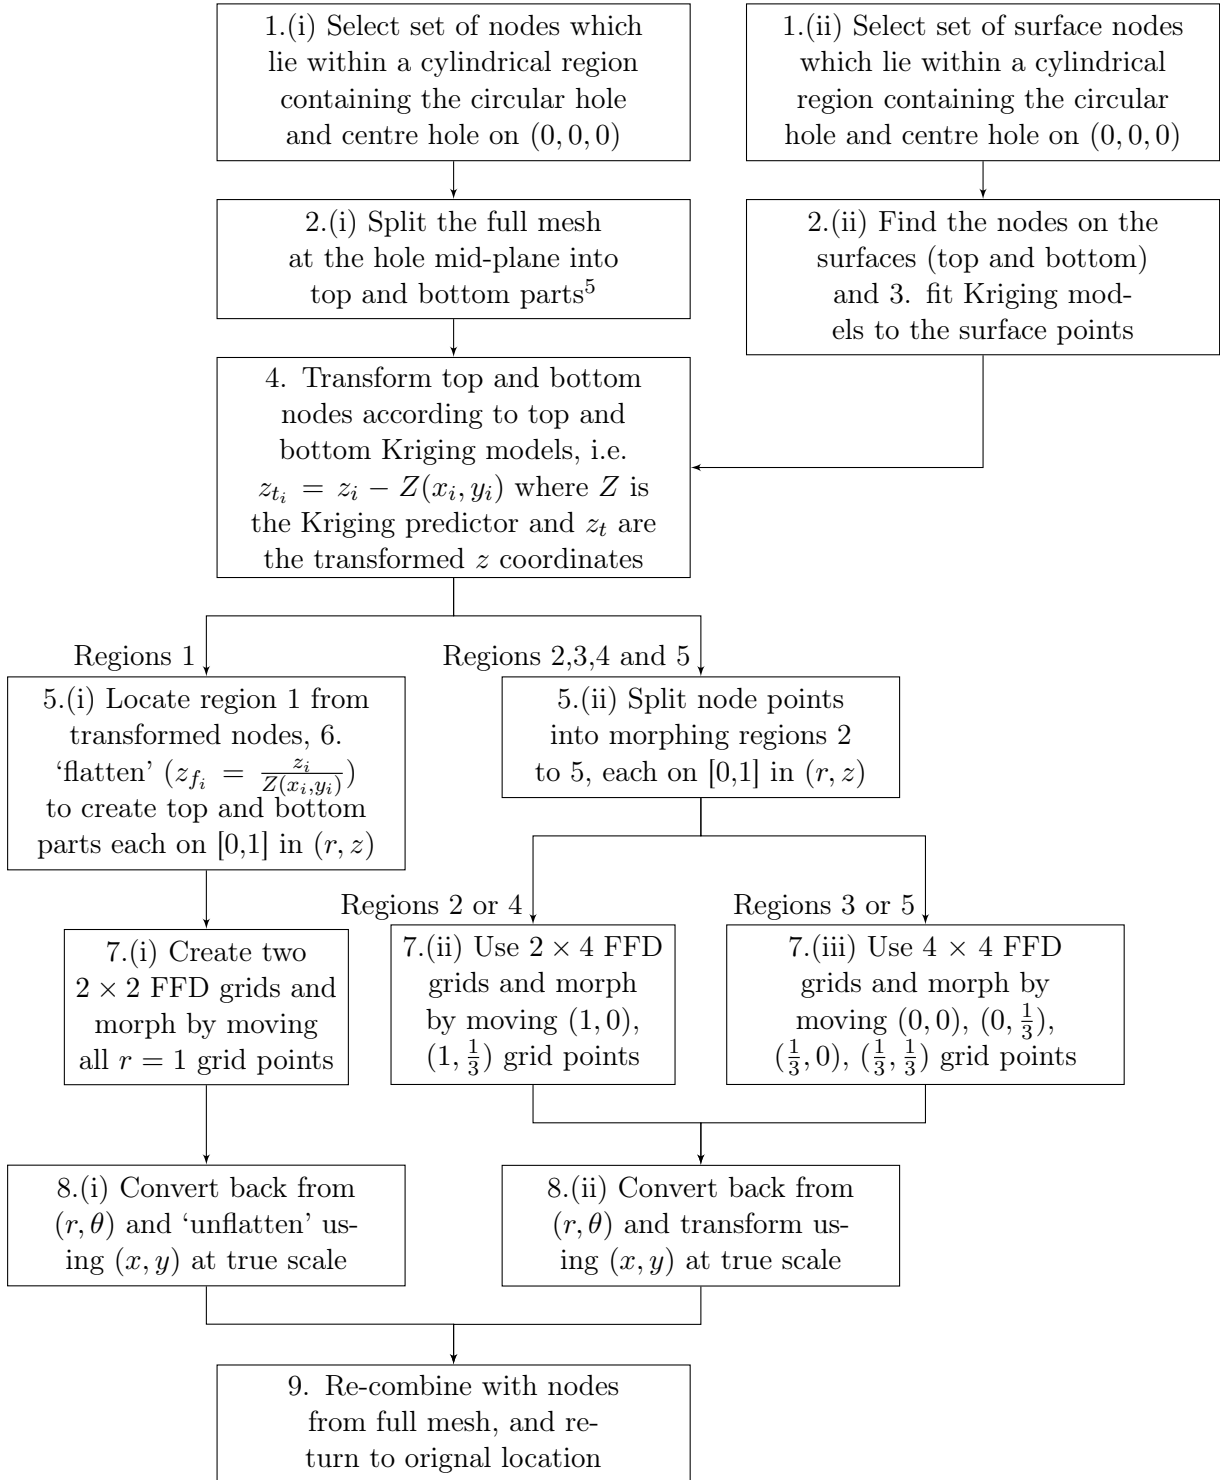 1.(i) Select set of nodes which
lie within a cylindrical region
containing the circular hole
and centre hole on (0, 0, 0)
1.(ii) Select set of surface nodes
which lie within a cylindrical
region containing the circular
hole and centre hole on (0, 0, 0)
2.(i) Split the full mesh
at the hole mid-plane into
top and bottom parts⁵
2.(ii) Find the nodes on the
surfaces (top and bottom)
and 3. fit Kriging mod-
els to the surface points
4. Transform top and bottom
nodes according to top and
bottom Kriging models, i.e.
z_{t_i} = z_i − Z(x_i, y_i) where Z is
the Kriging predictor and z_t are
the transformed z coordinates
Regions 1
Regions 2,3,4 and 5
5.(i) Locate region 1 from
transformed nodes, 6.
‘flatten’ (z_{f_i} = \frac{z_i}{Z(x_i,y_i)})
to create top and bottom
parts each on [0,1] in (r, z)
5.(ii) Split node points
into morphing regions 2
to 5, each on [0,1] in (r, z)
Regions 2 or 4
Regions 3 or 5
7.(i) Create two
2 × 2 FFD grids and
morph by moving
all r = 1 grid points
7.(ii) Use 2 × 4 FFD
grids and morph
by moving (1, 0),
(1, \frac{1}{3}) grid points
7.(iii) Use 4 × 4 FFD
grids and morph by
moving (0, 0), (0, \frac{1}{3}),
(\frac{1}{3}, 0), (\frac{1}{3}, \frac{1}{3}) grid points
8.(i) Convert back from
(r, θ) and ‘unflatten’ us-
ing (x, y) at true scale
8.(ii) Convert back from
(r, θ) and transform us-
ing (x, y) at true scale
9. Re-combine with nodes
from full mesh, and re-
turn to orignal location